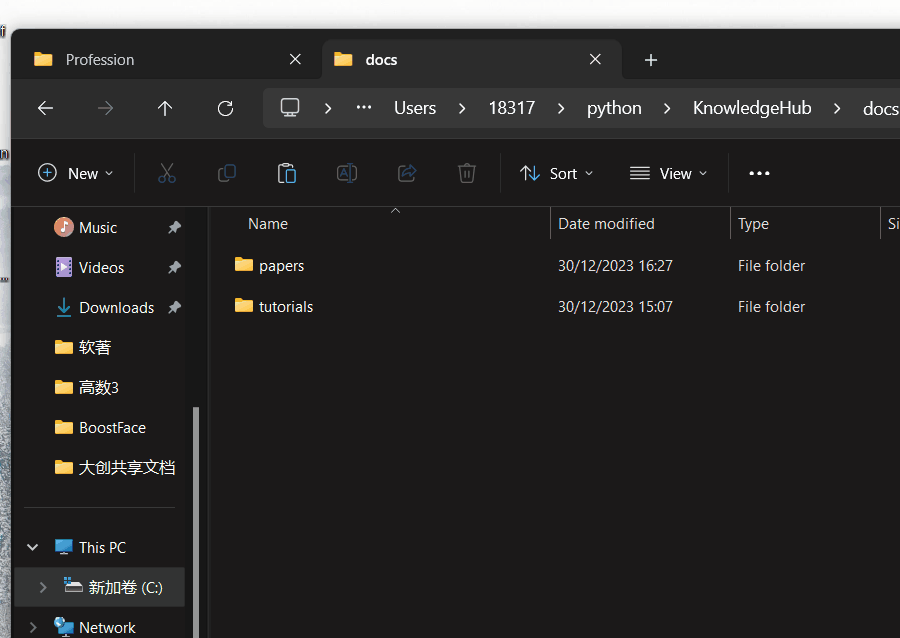 Profession
docs
Users
18317
python
KnowledgeHub
docs
New
Sort
View
Name
Date modified
Type
Si
Music
Videos
Downloads
软著
高数3
BoostFace
大创共享文档
This PC
新加卷 (C:)
Network
papers 30/12/2023 16:27 File folder
tutorials 30/12/2023 15:07 File folder